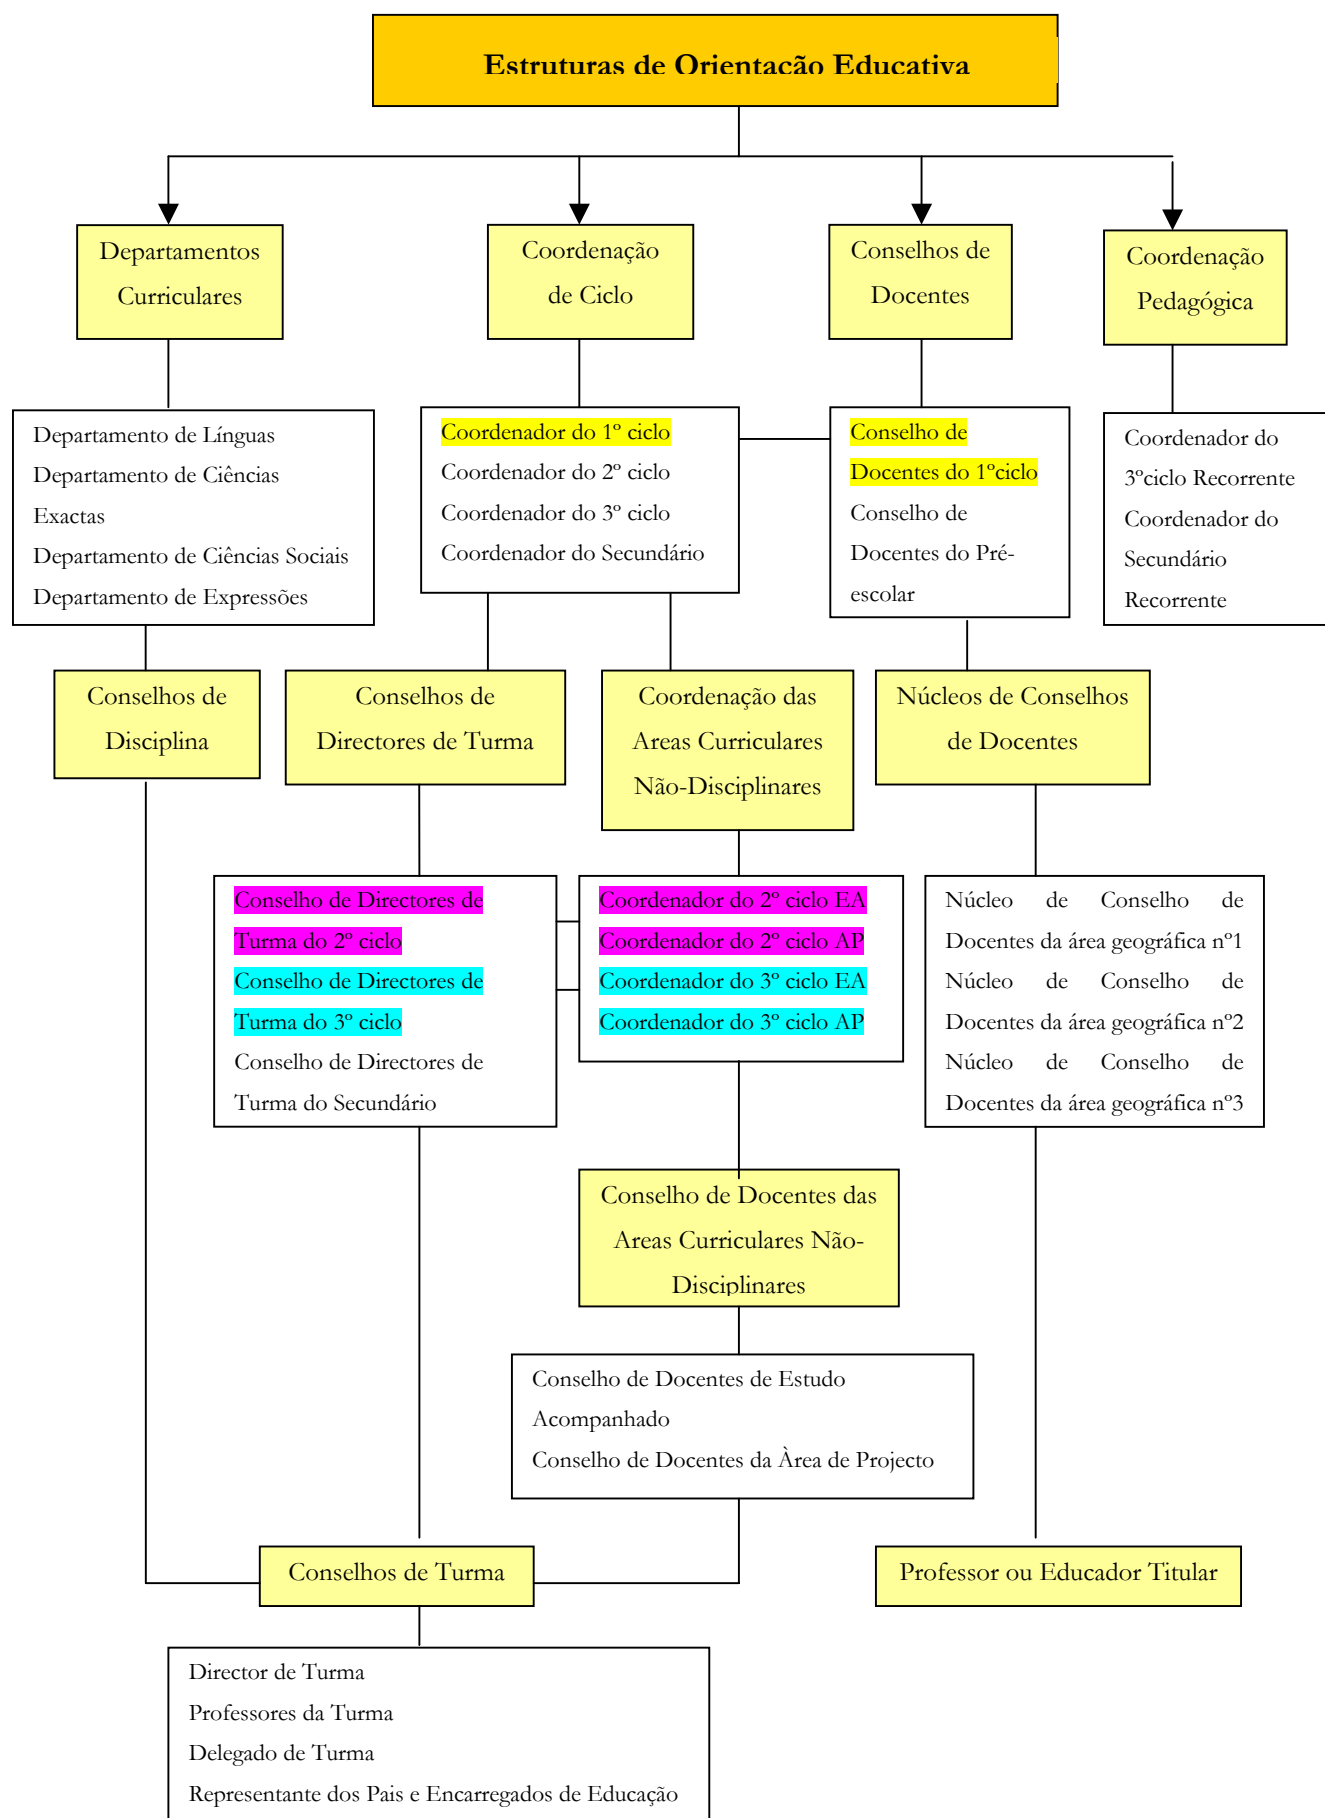 Estruturas de Orientação Educativa
Departamentos
Curriculares
Coordenação
de Ciclo
Conselhos de
Docentes
Coordenação
Pedagógica
Departamento de Línguas
Departamento de Ciências
Exactas
Departamento de Ciências Sociais
Departamento de Expressões
Coordenador do 1º ciclo
Coordenador do 2º ciclo
Coordenador do 3º ciclo
Coordenador do Secundário
Conselho de
Docentes do 1ºciclo
Conselho de
Docentes do Pré-
escolar
Coordenador do
3ºciclo Recorrente
Coordenador do
Secundário
Recorrente
Conselhos de
Disciplina
Conselhos de
Directores de Turma
Coordenação das
Areas Curriculares
Não-Disciplinares
Núcleos de Conselhos
de Docentes
Conselho de Directores de
Turma do 2º ciclo
Conselho de Directores de
Turma do 3º ciclo
Conselho de Directores de
Turma do Secundário
Coordenador do 2º ciclo EA
Coordenador do 2º ciclo AP
Coordenador do 3º ciclo EA
Coordenador do 3º ciclo AP
Núcleo de Conselho de
Docentes da área geográfica nº1
Núcleo de Conselho de
Docentes da área geográfica nº2
Núcleo de Conselho de
Docentes da área geográfica nº3
Conselho de Docentes das
Areas Curriculares Não-
Disciplinares
Conselho de Docentes de Estudo
Acompanhado
Conselho de Docentes da Àrea de Projecto
Conselhos de Turma
Professor ou Educador Titular
Director de Turma
Professores da Turma
Delegado de Turma
Representante dos Pais e Encarregados de Educação